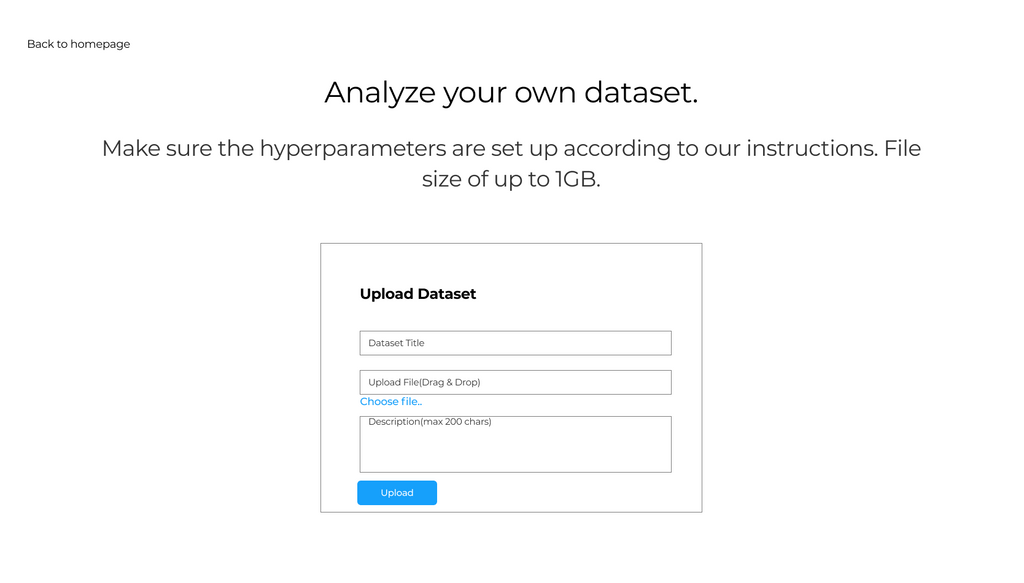 Back to homepage
Analyze your own dataset.
Make sure the hyperparameters are set up according to our instructions. File
size of up to 1GB.
Upload Dataset
Dataset Title
Upload File(Drag & Drop)
Choose file..
Description(max 200 chars)
Upload